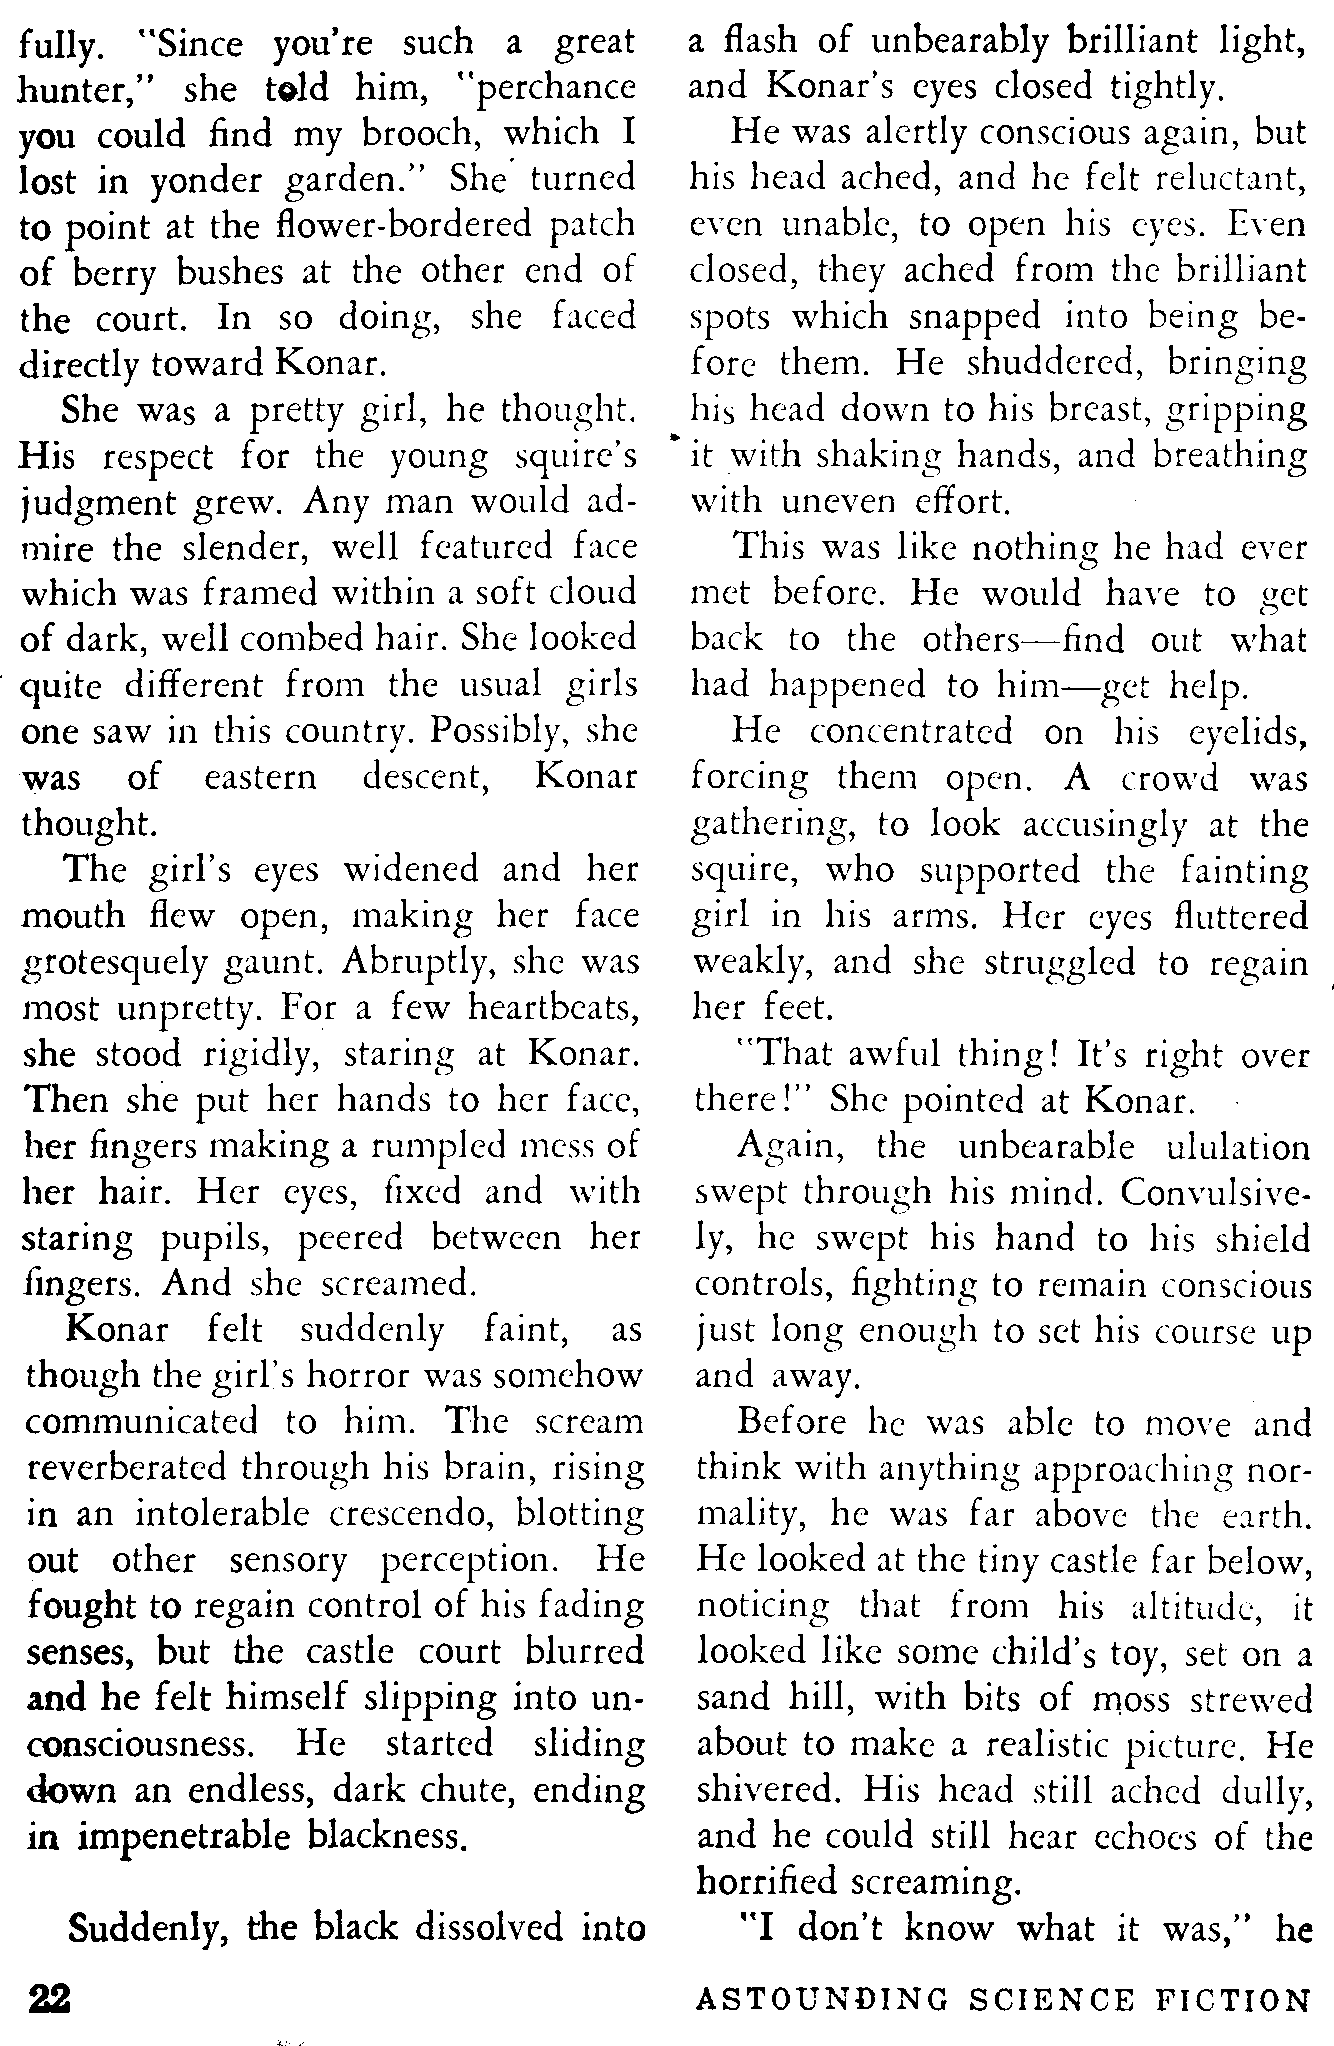 fully. "Since you're such a great
hunter," she told him, "perchance
you could find my brooch, which I
lost in yonder garden." She turned
to point at the flower-bordered patch
of berry bushes at the other end of
the court. In so doing, she faced
directly toward Konar.
She was a pretty girl, he thought.
His respect for the young squire's
judgment grew. Any man would ad-
mire the slender, well featured face
which was framed within a soft cloud
of dark, well combed hair. She looked
quite different from the usual girls
one saw in this country. Possibly, she
was of eastern descent, Konar
thought.
The girl's eyes widened and her
mouth flew open, making her face
grotesquely gaunt. Abruptly, she was
most unpretty. For a few heartbeats,
she stood rigidly, staring at Konar.
Then she put her hands to her face,
her fingers making a rumpled mess of
her hair. Her eyes, fixed and with
staring pupils, peered between her
fingers. And she screamed.
Konar felt suddenly faint, as
though the girl's horror was somehow
communicated to him. The scream
reverberated through his brain, rising
in an intolerable crescendo, blotting
out other sensory perception. He
fought to regain control of his fading
senses, but the castle court blurred
and he felt himself slipping into un-
consciousness. He started sliding
down an endless, dark chute, ending
in impenetrable blackness.
Suddenly, the black dissolved into
a flash of unbearably brilliant light,
and Konar's eyes closed tightly.
He was alertly conscious again, but
his head ached, and he felt reluctant,
even unable, to open his eyes. Even
closed, they ached from the brilliant
spots which snapped into being be-
fore them. He shuddered, bringing
his head down to his breast, gripping
it with shaking hands, and breathing
with uneven effort.
This was like nothing he had ever
met before. He would have to get
back to the others—find out what
had happened to him—get help.
He concentrated on his eyelids,
forcing them open. A crowd was
gathering, to look accusingly at the
squire, who supported the fainting
girl in his arms. Her eyes fluttered
weakly, and she struggled to regain
her feet.
"That awful thing! It's right over
there!" She pointed at Konar.
Again, the unbearable ululation
swept through his mind. Convulsive-
ly, he swept his hand to his shield
controls, fighting to remain conscious
just long enough to set his course up
and away.
Before he was able to move and
think with anything approaching nor-
mality, he was far above the earth.
He looked at the tiny castle far below,
noticing that from his altitude, it
looked like some child's toy, set on a
sand hill, with bits of moss strewed
about to make a realistic picture. He
shivered. His head still ached dully,
and he could still hear echoes of the
horrified screaming.
"I don't know what it was," he
22
ASTOUNDING SCIENCE FICTION